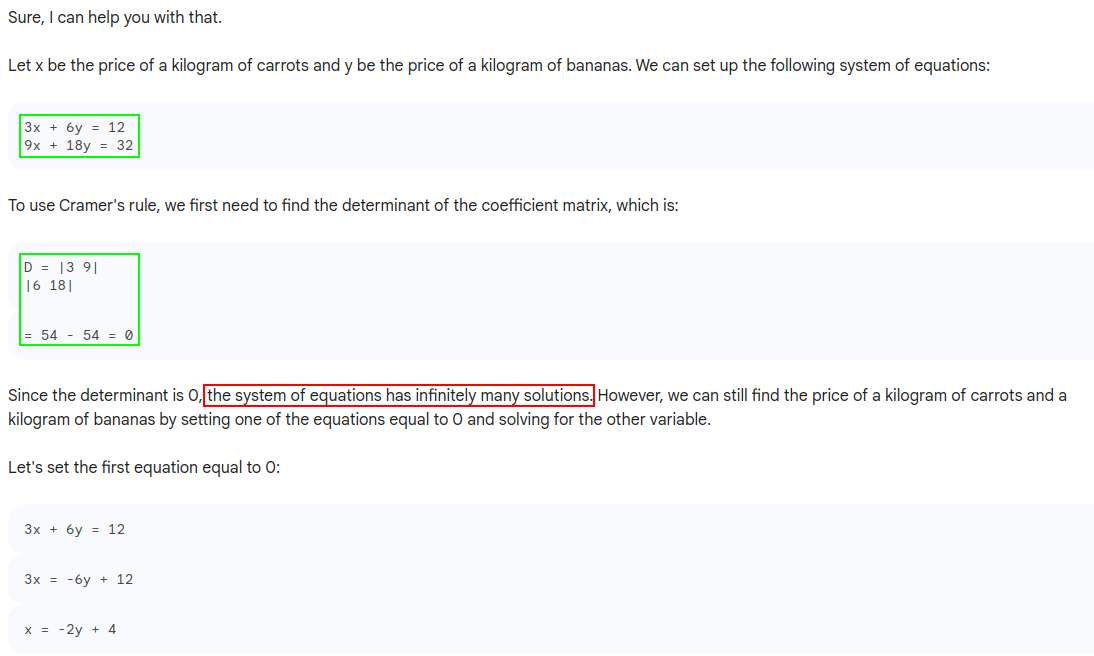 Sure, I can help you with that.
Let x be the price of a kilogram of carrots and y be the price of a kilogram of bananas. We can set up the following system of equations:
3x + 6y = 12
9x + 18y = 32
To use Cramer's rule, we first need to find the determinant of the coefficient matrix, which is:
D = |3 9|
|6 18|
= 54 - 54 = 0
Since the determinant is 0, the system of equations has infinitely many solutions. However, we can still find the price of a kilogram of carrots and a
kilogram of bananas by setting one of the equations equal to 0 and solving for the other variable.
Let's set the first equation equal to 0:
3x + 6y = 12
3x = -6y + 12
x = -2y + 4